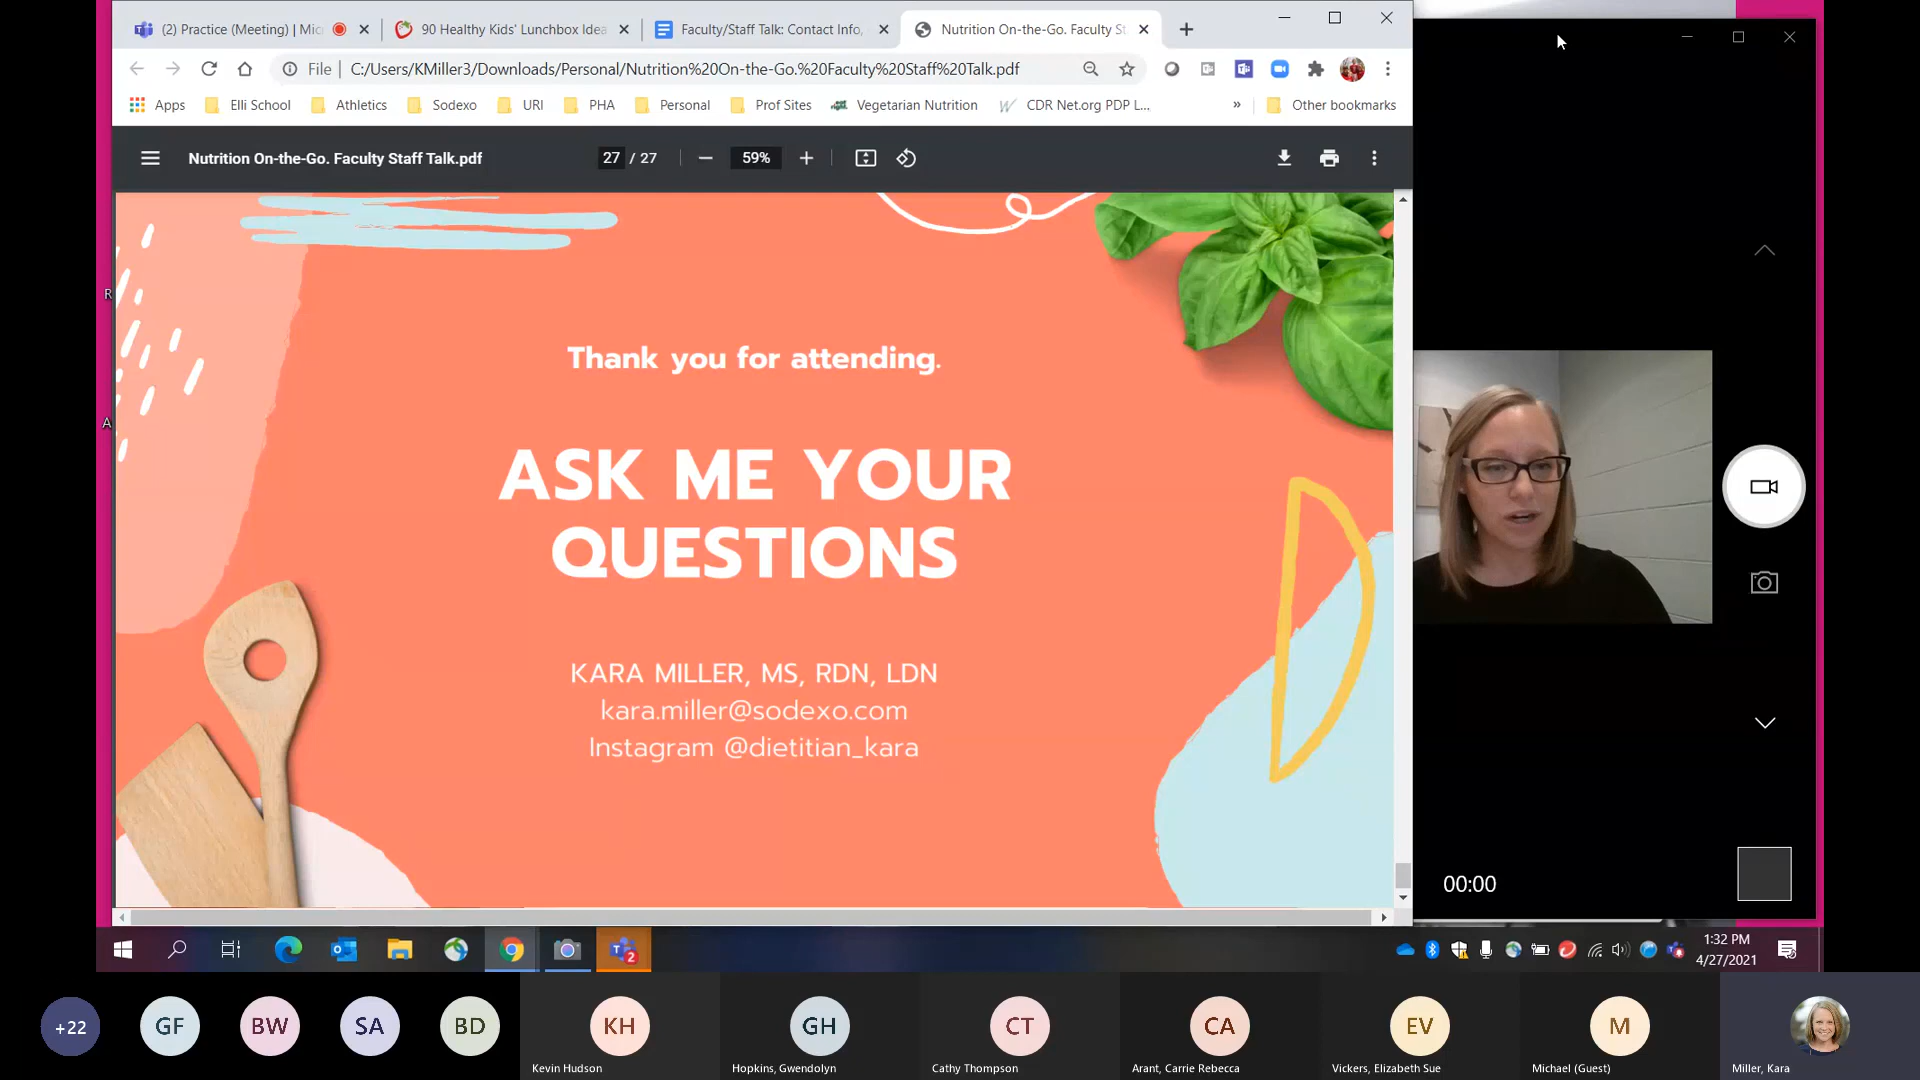 (2) Practice (Meeting) | Mic
90 Healthy Kids' Lunchbox Idea
Faculty/Staff Talk: Contact Info,
Nutrition On-the-Go. Faculty St
File
C:/Users/KMiller3/Downloads/Personal/Nutrition%20On-the-Go.%20Faculty%20Staff%20Talk.pdf
Apps
Elli School
Athletics
Sodexo
URI
PHA
Personal
Prof Sites
Vegetarian Nutrition
CDR Net.org PDP L...
»
Other bookmarks
Nutrition On-the-Go. Faculty Staff Talk.pdf
27 / 27
59%
R
A
Thank you for attending.
ASK ME YOUR
QUESTIONS
KARA MILLER, MS, RDN, LDN
kara.miller@sodexo.com
Instagram @dietitian_kara
00:00
2
1:32 PM
4/27/2021
+22
GF
BW
SA
BD
KH
Kevin Hudson
GH
Hopkins, Gwendolyn
CT
Cathy Thompson
CA
Arant, Carrie Rebecca
EV
Vickers, Elizabeth Sue
M
Michael (Guest)
Miller, Kara